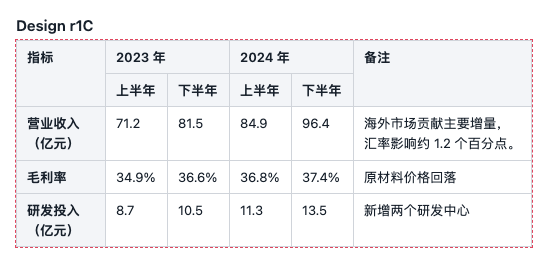 Design r1C
指标 2023 年 2024 年 备注
上半年 下半年 上半年 下半年
营业收入 71.2 81.5 84.9 96.4 海外市场贡献主要增量，
（亿元） 汇率影响约 1.2 个百分点。
毛利率 34.9% 36.6% 36.8% 37.4% 原材料价格回落
研发投入 8.7 10.5 11.3 13.5 新增两个研发中心
（亿元）